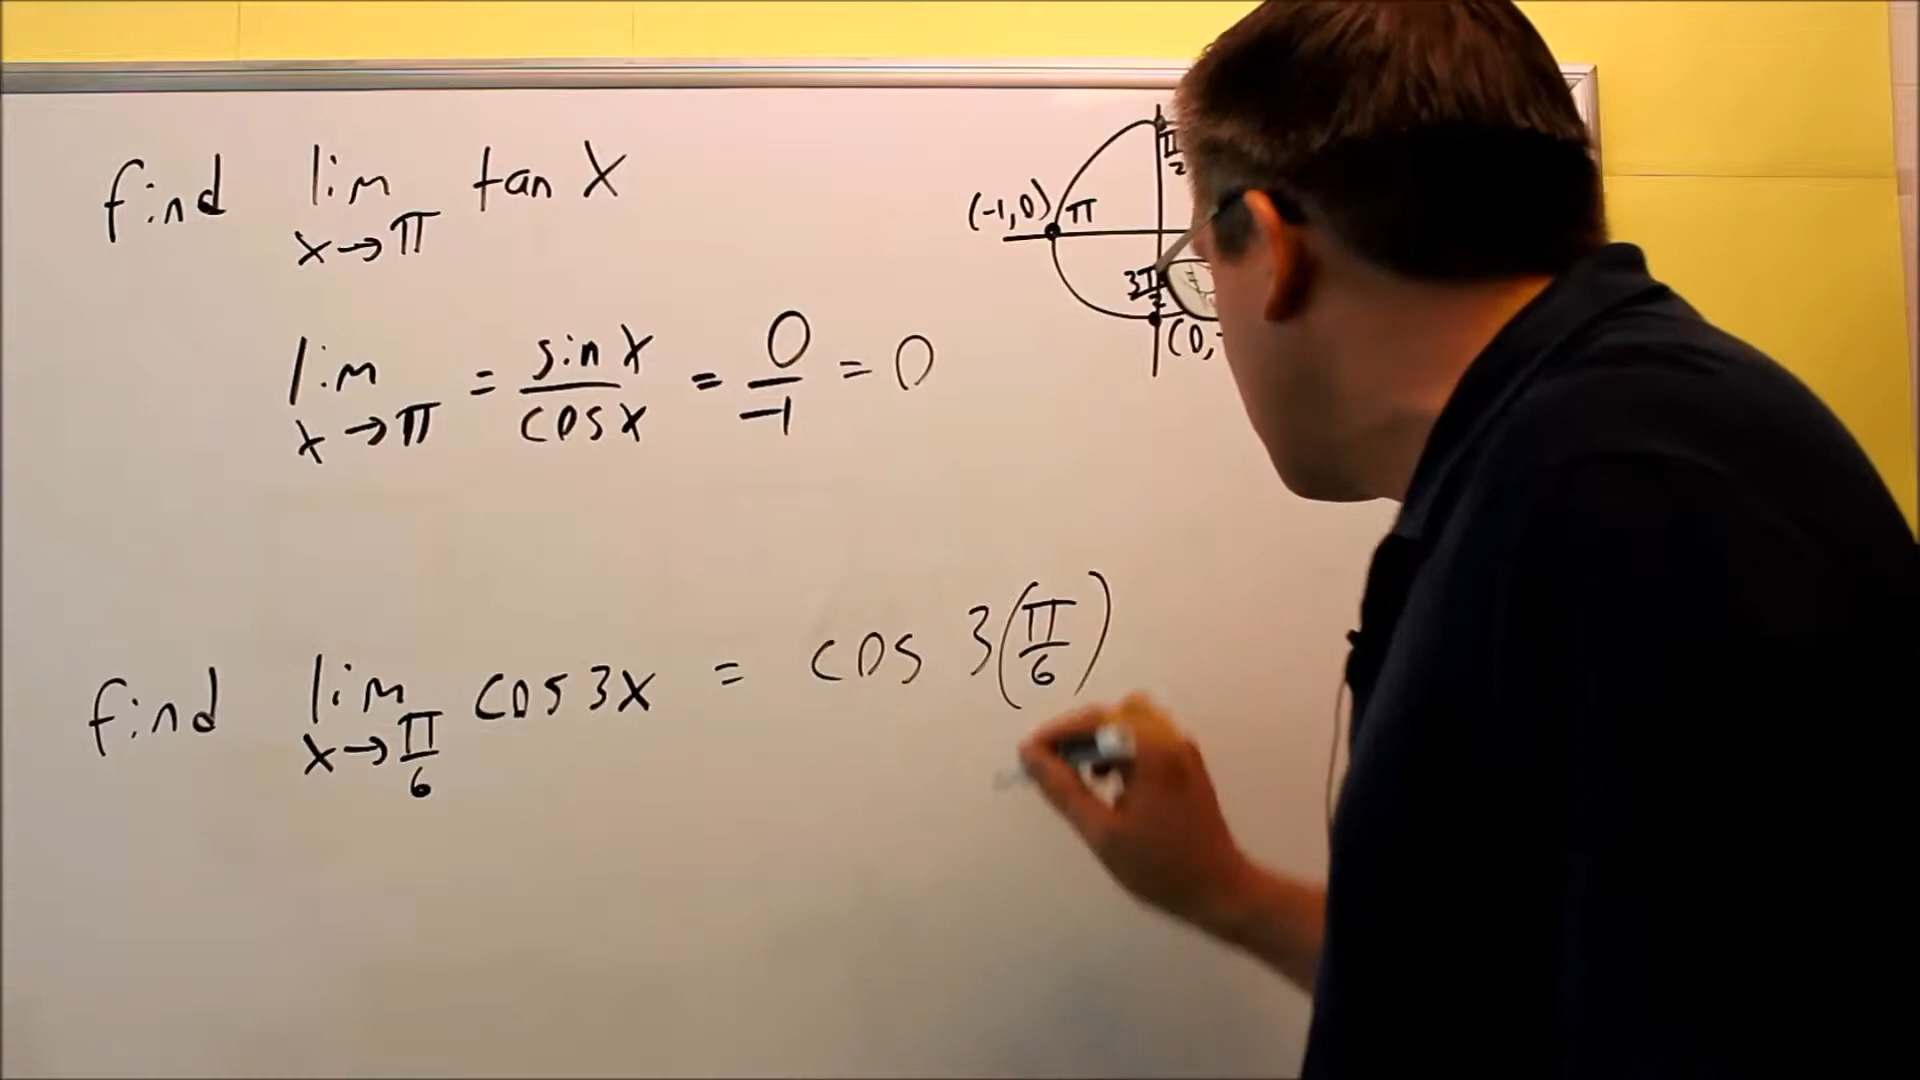 find lim tan x
x→π
lim = sin x / cos x = 0 / -1 = 0
x→π
find lim cos 3x = cos 3(π/6)
x→π/6
π/2
(-1,0) π
3π/2
(0,-